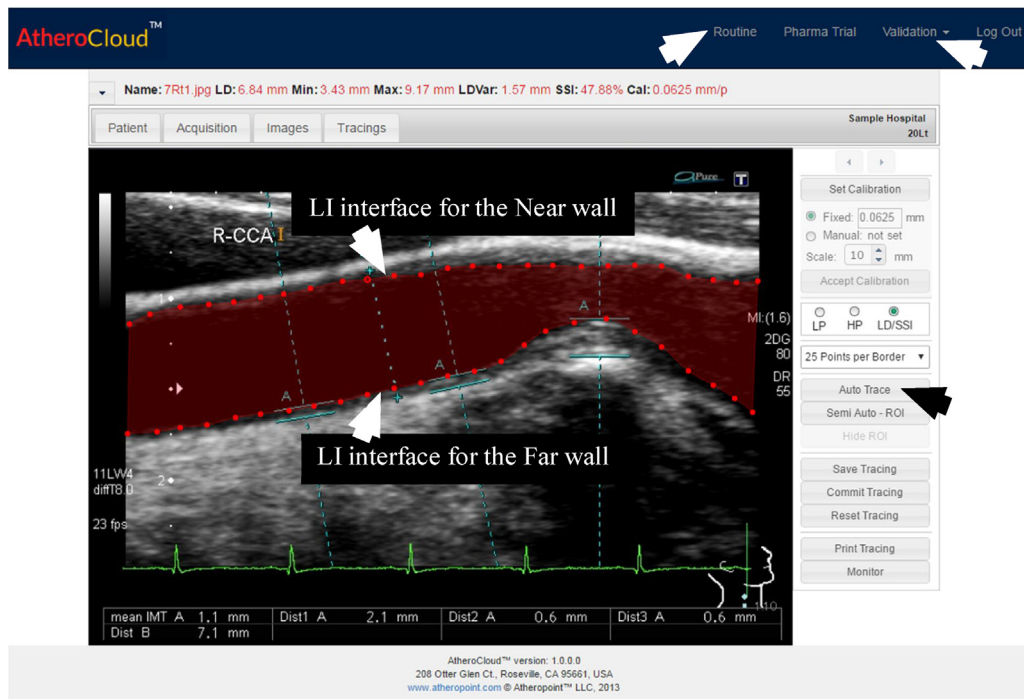 AtheroCloud™
Routine Pharma Trial Validation Log Out
Name: 7Rt1.jpg LD: 6.84 mm Min: 3.43 mm Max: 9.17 mm LDVar: 1.57 mm SSI: 47.88% Cal: 0.0625 mm/p
Patient Acquisition Images Tracings
Sample Hospital
20Lt
Pure T
LI interface for the Near wall
R-CCA
1
A
A
A
LI interface for the Far wall
MI:(1.6)
2DG
80
DR
55
11LW4
diffT8.0
2
23 fps
110
mean IMT A 1.1 mm Dist1 A 2.1 mm Dist2 A 0.6 mm Dist3 A 0.6 mm
Dist B 7.1 mm
Set Calibration
Fixed: 0.0625 mm
Manual: not set
Scale: 10 mm
Accept Calibration
LP HP LD/SSI
25 Points per Border
Auto Trace
Semi Auto - ROI
Hide ROI
Save Tracing
Commit Tracing
Reset Tracing
Print Tracing
Monitor
AtheroCloud™ version: 1.0.0.0
208 Otter Glen Ct., Roseville, CA 95661, USA
www.atheropoint.com © Atheropoint™ LLC, 2013